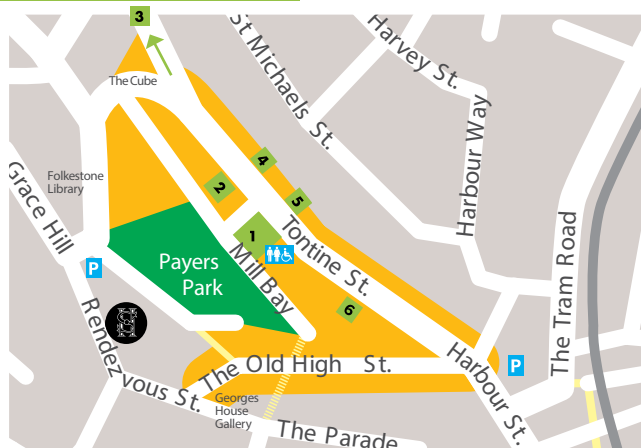 3
St Michaels St.
Harvey St.
The Cube
Harbour Way
4
2
5
Folkestone
Library
Grace Hill
1
Tontine St.
Mill Bay
Payers
Park
P
The Tram Road
6
Rendezvous St.
The Old High St.
Harbour St.
P
Georges
House
Gallery
The Parade